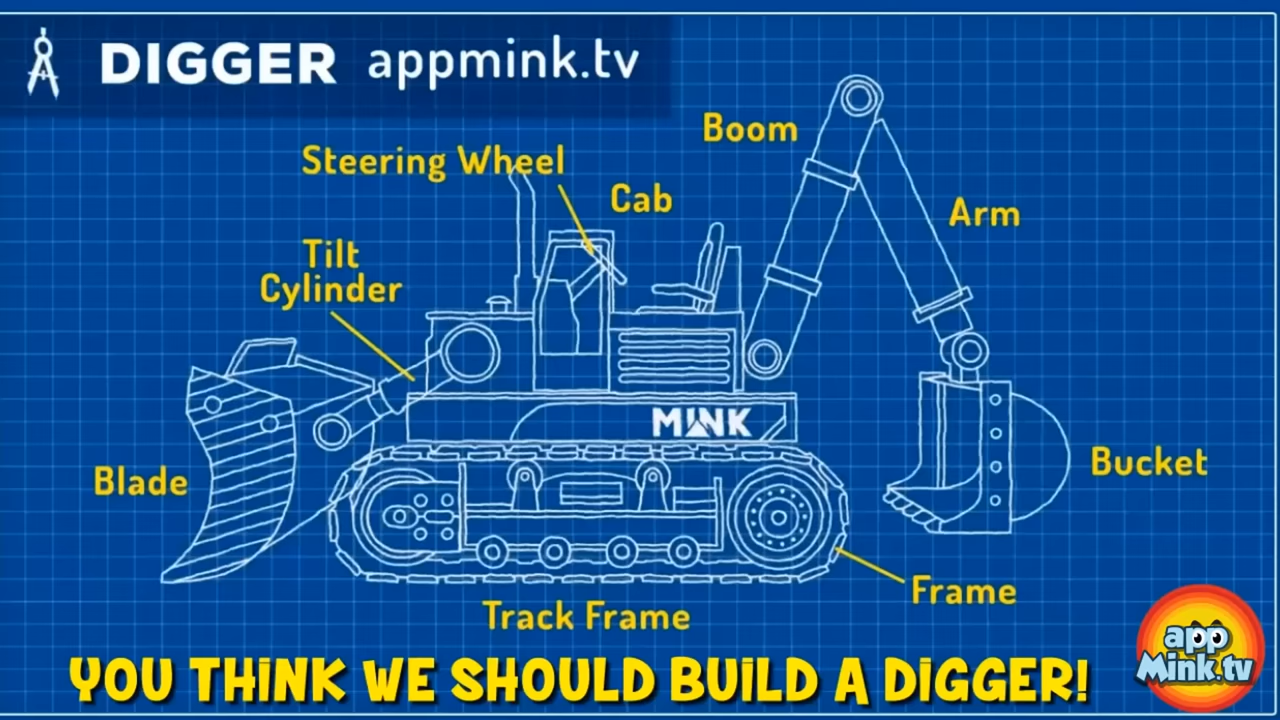 DIGGER appmink.tv
Boom
Steering Wheel
Cab
Arm
Tilt
Cylinder
MINK
Blade
Bucket
Frame
Track Frame
YOU THINK WE SHOULD BUILD A DIGGER!
app
Mink.tv